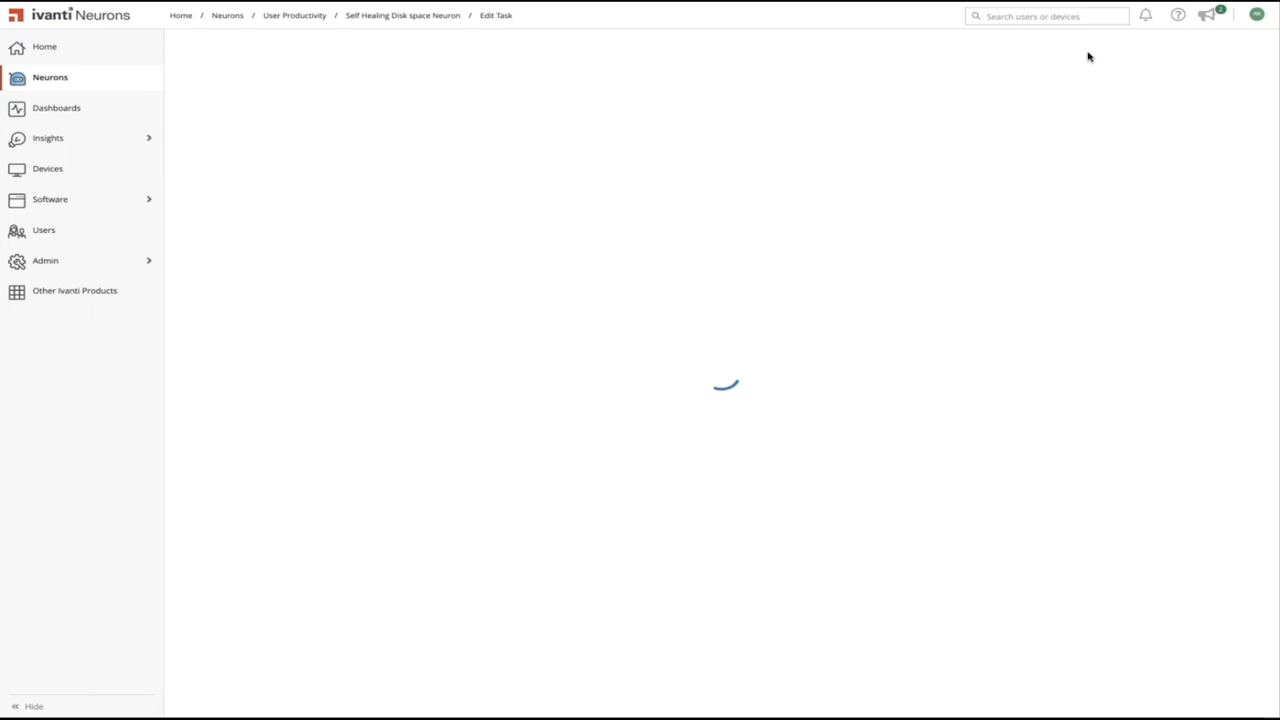 ivanti Neurons
Home / Neurons / User Productivity / Self Healing Disk space Neuron / Edit Task
Search users or devices
2
Home
Neurons
Dashboards
Insights
Devices
Software
Users
Admin
Other Ivanti Products
Hide